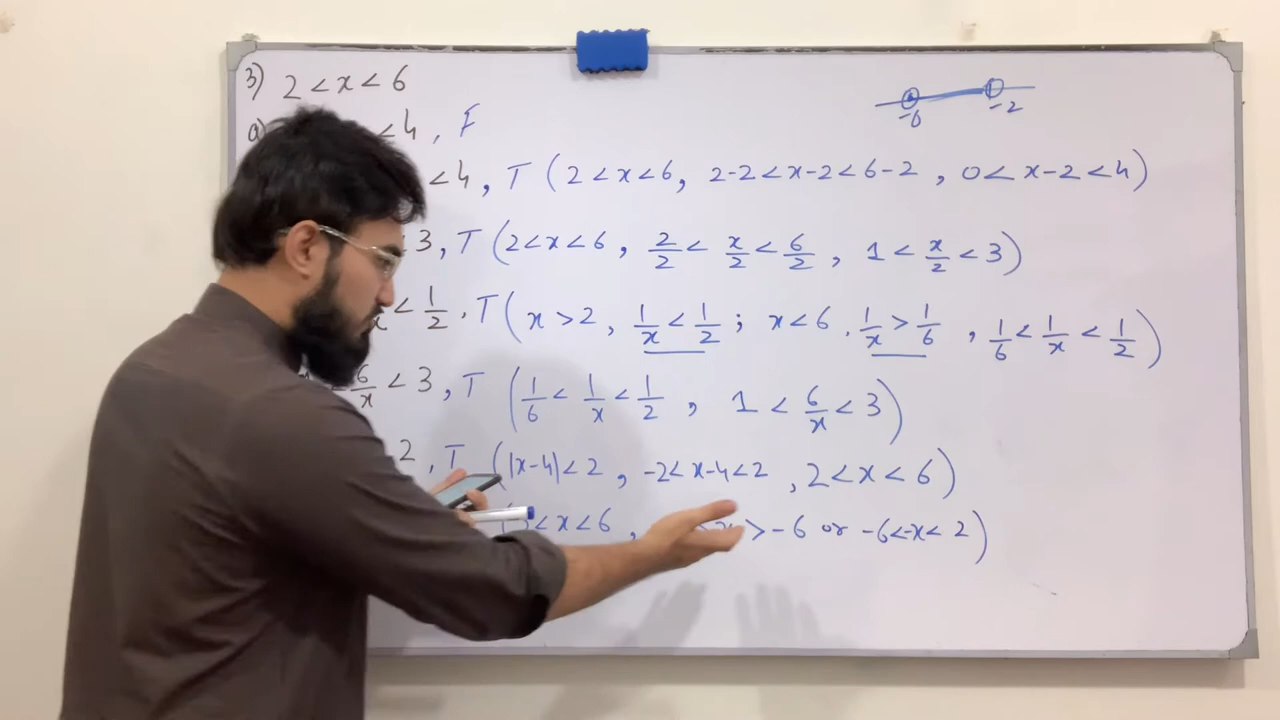 3) 2 < x < 6
-6 -2
a) < 4 , F
< 4 , T ( 2 < x < 6 , 2-2 < x-2 < 6-2 , 0 < x-2 < 4 )
3 , T ( 2 < x < 6 , 2/2 < x/2 < 6/2 , 1 < x/2 < 3 )
< 1/2 , T ( x > 2 , 1/x < 1/2 ; x < 6 , 1/x > 1/6 , 1/6 < 1/x < 1/2 )
6/x < 3 , T ( 1/6 < 1/x < 1/2 , 1 < 6/x < 3 )
2 , T ( |x-4| < 2 , -2 < x-4 < 2 , 2 < x < 6 )
< x < 6 , > -6 or -6 < -x < 2 )